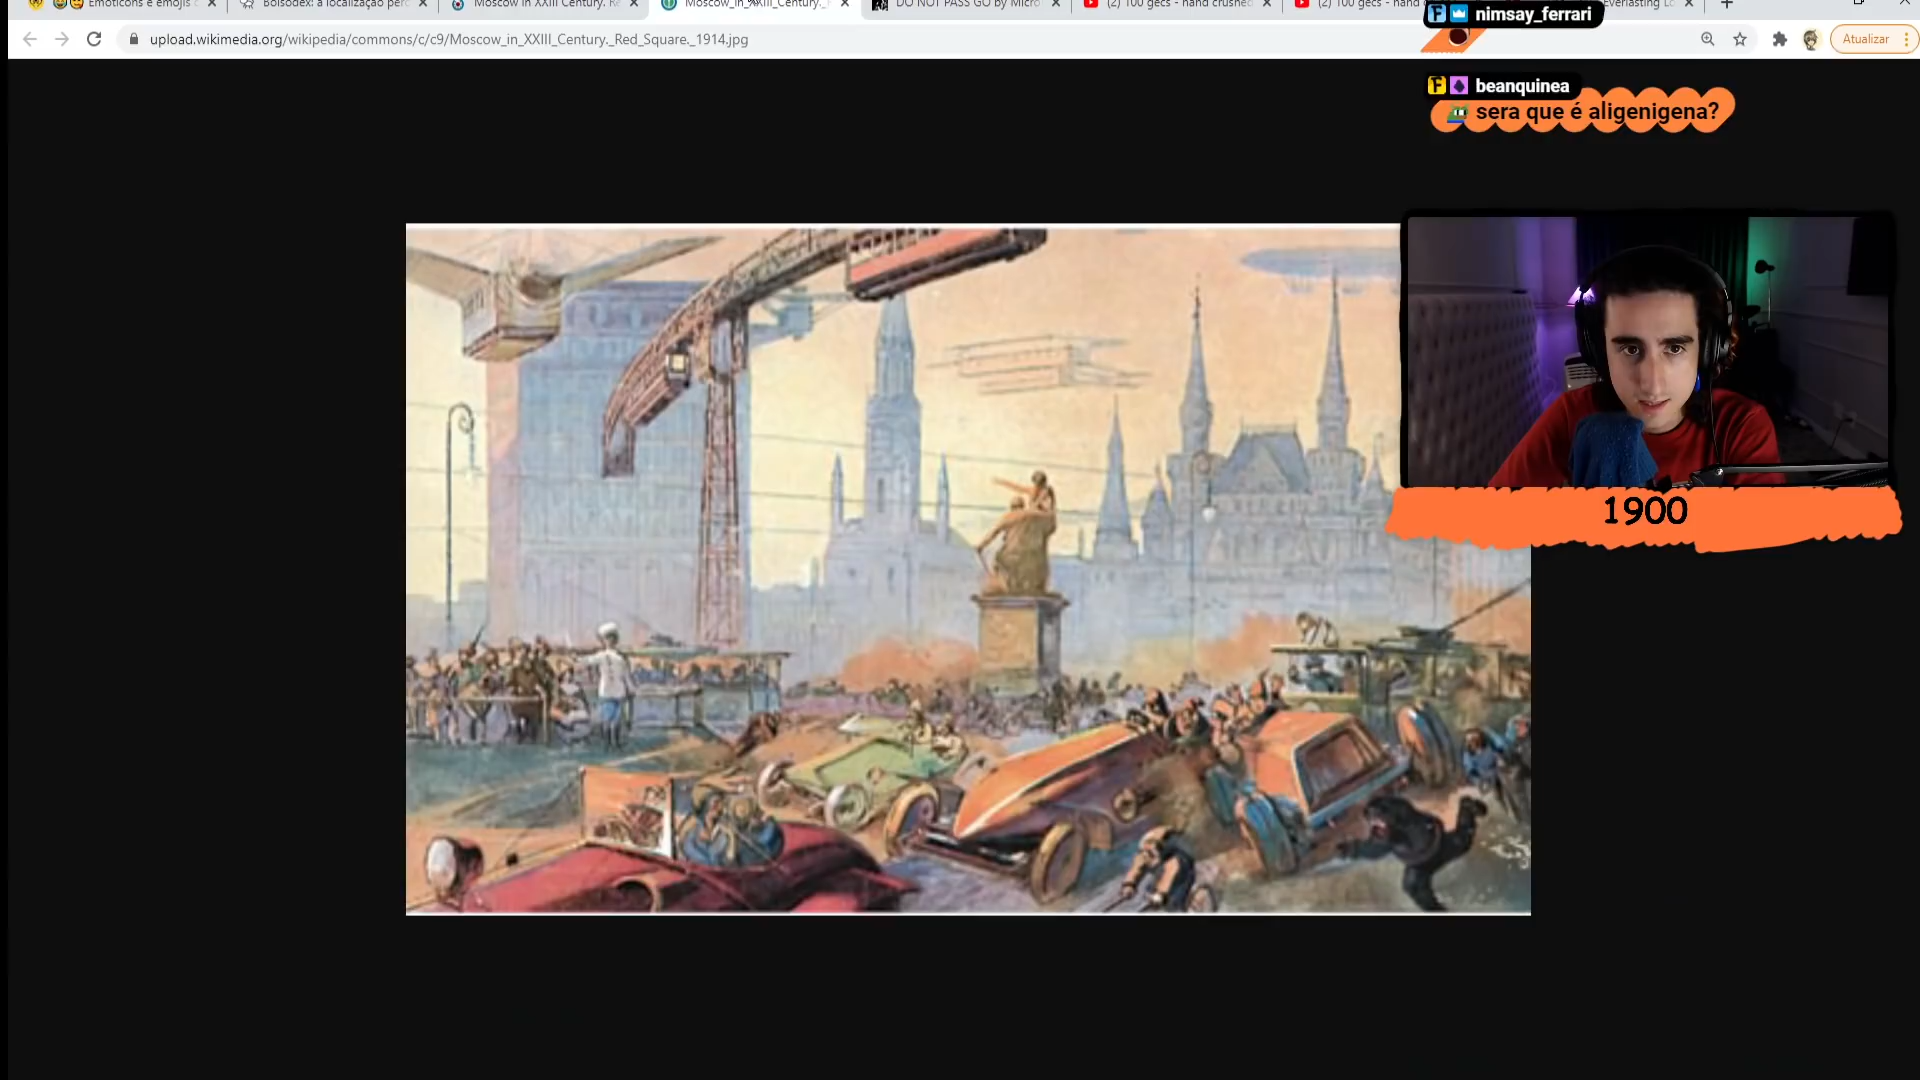 Emoticons e emojis
Bolsodex: a localização perc
Moscow in XXIII Century. Re
Moscow_in_XXIII_Century._
DO NOT PASS GO by Micro
(2) 100 gecs - hand crushed
(2) 100 gecs - hand
Everlasting
upload.wikimedia.org/wikipedia/commons/c/c9/Moscow_in_XXIII_Century._Red_Square._1914.jpg
Atualizar
F nimsay_ferrari
F beanquinea
sera que é aligenigena?
1900